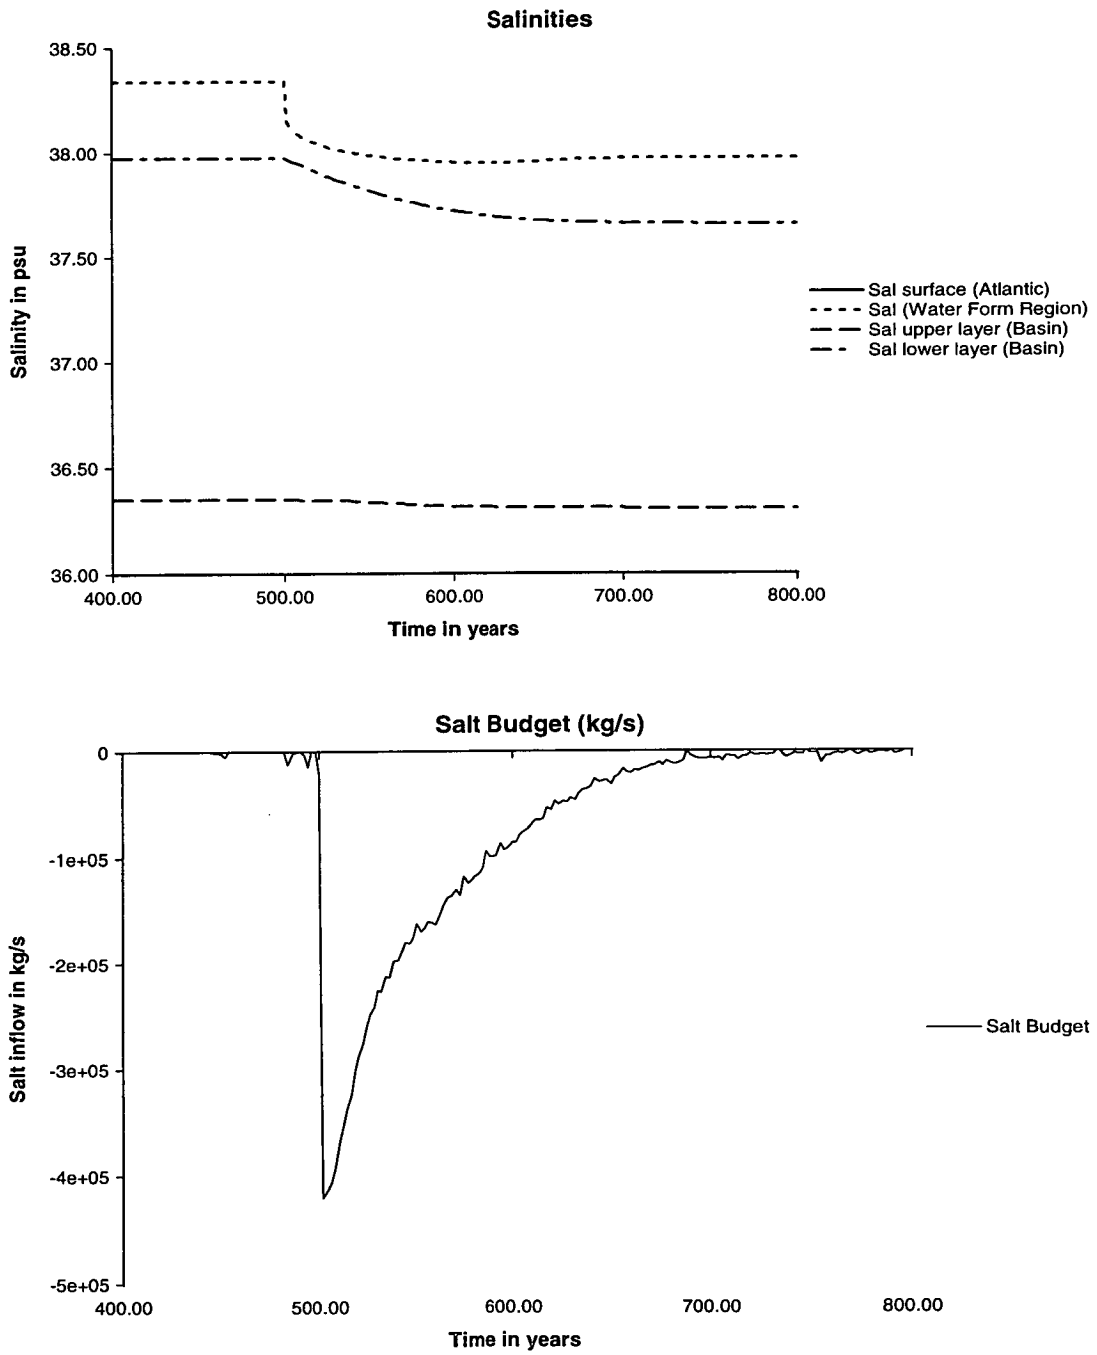 Salinities
38.50
38.00
37.50
37.00
36.50
36.00
400.00 500.00 600.00 700.00 800.00
Salinity in psu
Time in years
Sal surface (Atlantic)
Sal (Water Form Region)
Sal upper layer (Basin)
Sal lower layer (Basin)
Salt Budget (kg/s)
0
-1e+05
-2e+05
-3e+05
-4e+05
-5e+05
400.00 500.00 600.00 700.00 800.00
Salt inflow in kg/s
Time in years
Salt Budget